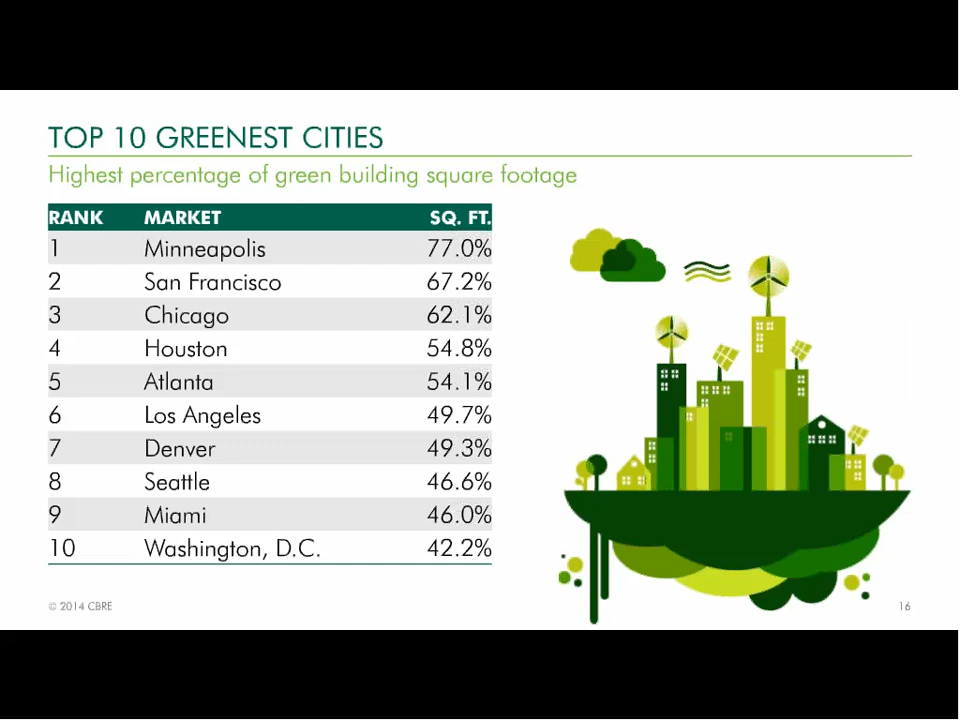 TOP 10 GREENEST CITIES
Highest percentage of green building square footage
RANK MARKET SQ. FT.
1 Minneapolis 77.0%
2 San Francisco 67.2%
3 Chicago 62.1%
4 Houston 54.8%
5 Atlanta 54.1%
6 Los Angeles 49.7%
7 Denver 49.3%
8 Seattle 46.6%
9 Miami 46.0%
10 Washington, D.C. 42.2%
© 2014 CBRE
16